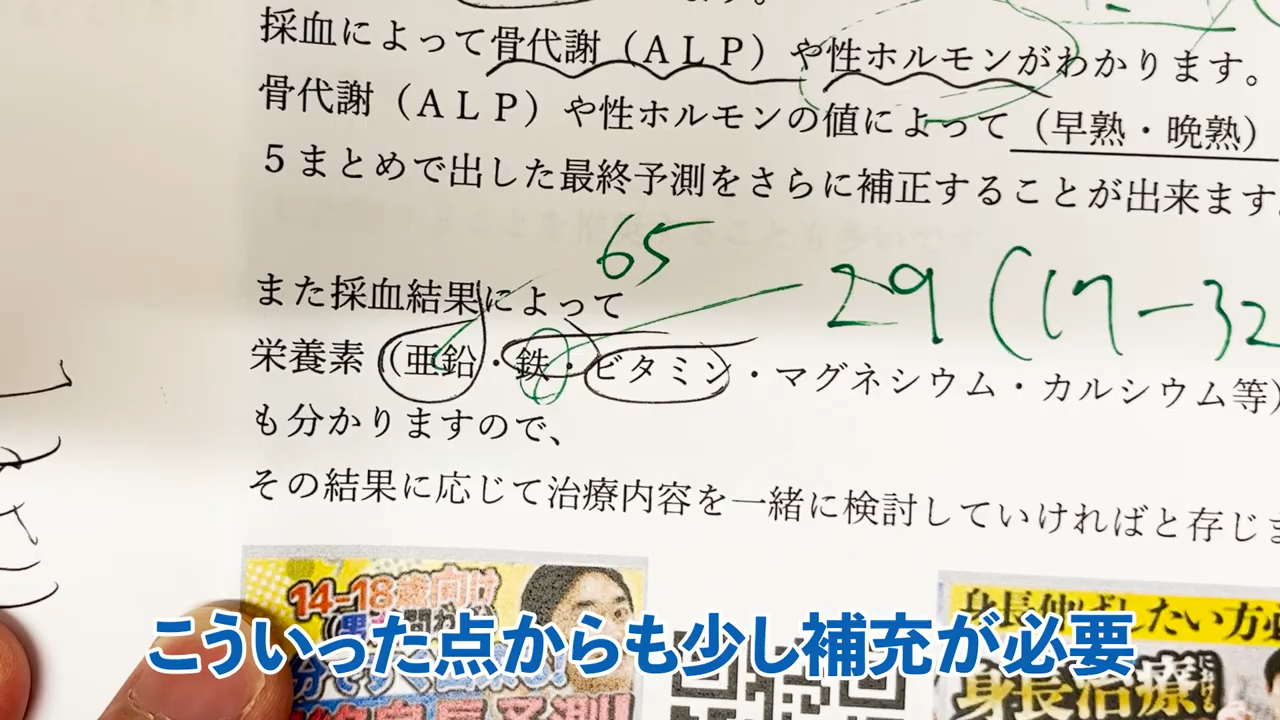 採血によって骨代謝（ＡＬＰ）や性ホルモンがわかります。
骨代謝（ＡＬＰ）や性ホルモンの値によって（早熟・晩熟）
５まとめで出した最終予測をさらに補正することが出来ます
65
29 (17-32
また採血結果によって
栄養素（(亜鉛・鉄・ビタミン・マグネシウム・カルシウム等）
も分かりますので、
その結果に応じて治療内容を一緒に検討していければと存じま
14-18歳向け
身長伸ばしたい方必
身長治療における
こういった点からも少し補充が必要